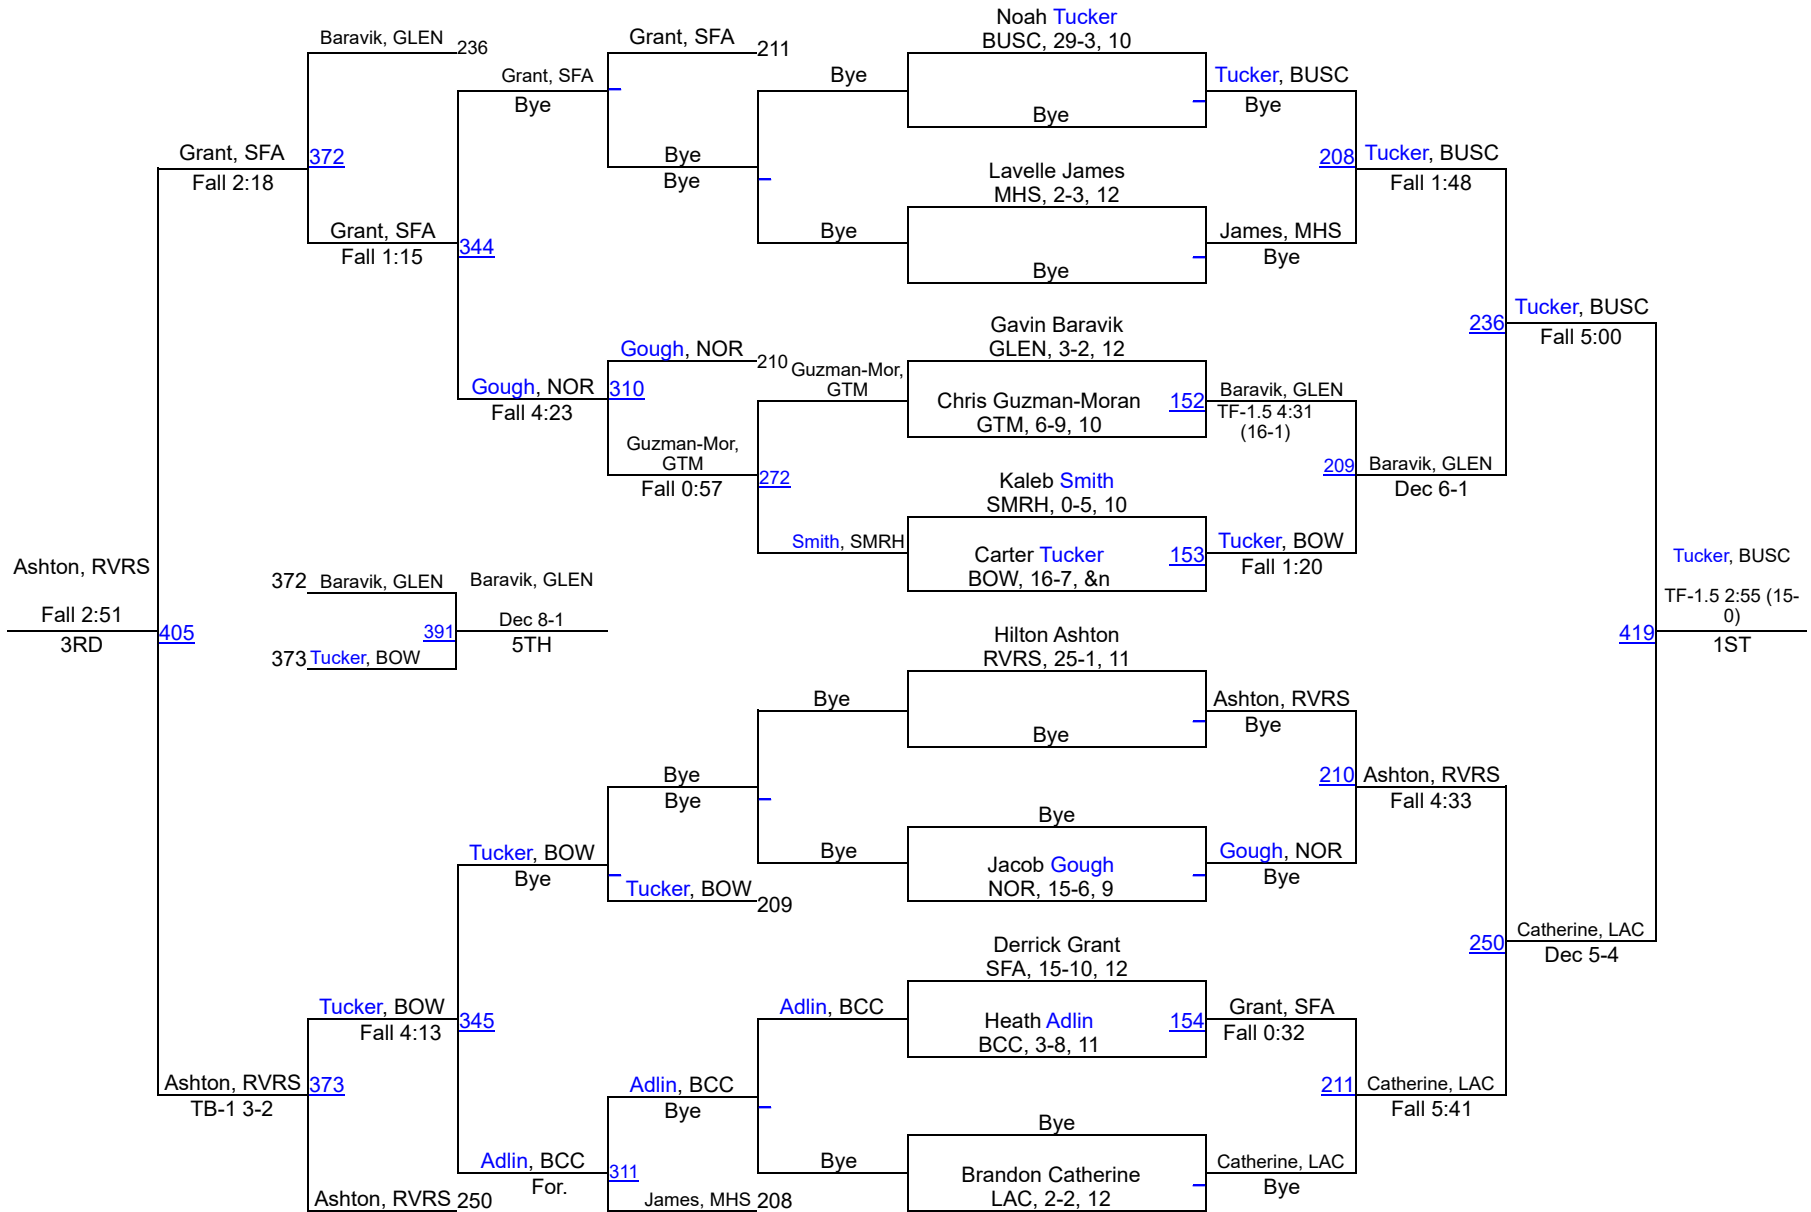 Noah Tucker
BUSC, 29-3, 10
Baravik, GLEN
236
Grant, SFA
211
Grant, SFA
Bye
Bye
Tucker, BUSC
Bye
Bye
Grant, SFA
372
Fall 2:18
Bye
Bye
Lavelle James
MHS, 2-3, 12
208
Tucker, BUSC
Fall 1:48
Grant, SFA
Fall 1:15
344
Bye
James, MHS
Bye
Bye
Gavin Baravik
GLEN, 3-2, 12
236
Tucker, BUSC
Fall 5:00
Gough, NOR
210
Guzman-Mor,
GTM
Gough, NOR
310
Fall 4:23
Chris Guzman-Moran
GTM, 6-9, 10
152
Baravik, GLEN
TF-1.5 4:31
(16-1)
Guzman-Mor,
GTM
Fall 0:57
272
Kaleb Smith
SMRH, 0-5, 10
209
Baravik, GLEN
Dec 6-1
Smith, SMRH
Carter Tucker
BOW, 16-7, &n
153
Tucker, BOW
Fall 1:20
Ashton, RVRS
Fall 2:51
3RD
405
372
Baravik, GLEN
Baravik, GLEN
391
Dec 8-1
5TH
373
Tucker, BOW
Tucker, BUSC
TF-1.5 2:55 (15-
0)
419
1ST
Hilton Ashton
RVRS, 25-1, 11
Bye
Ashton, RVRS
Bye
Bye
Bye
Bye
210
Ashton, RVRS
Fall 4:33
Bye
Tucker, BOW
Bye
Bye
Jacob Gough
NOR, 15-6, 9
Gough, NOR
Bye
Tucker, BOW
209
Derrick Grant
SFA, 15-10, 12
250
Catherine, LAC
Dec 5-4
Tucker, BOW
Fall 4:13
345
Adlin, BCC
Heath Adlin
BCC, 3-8, 11
154
Grant, SFA
Fall 0:32
Ashton, RVRS
373
TB-1 3-2
Adlin, BCC
Bye
211
Catherine, LAC
Fall 5:41
Bye
Adlin, BCC
For.
311
Bye
Brandon Catherine
LAC, 2-2, 12
Catherine, LAC
Bye
Ashton, RVRS
250
James, MHS
208